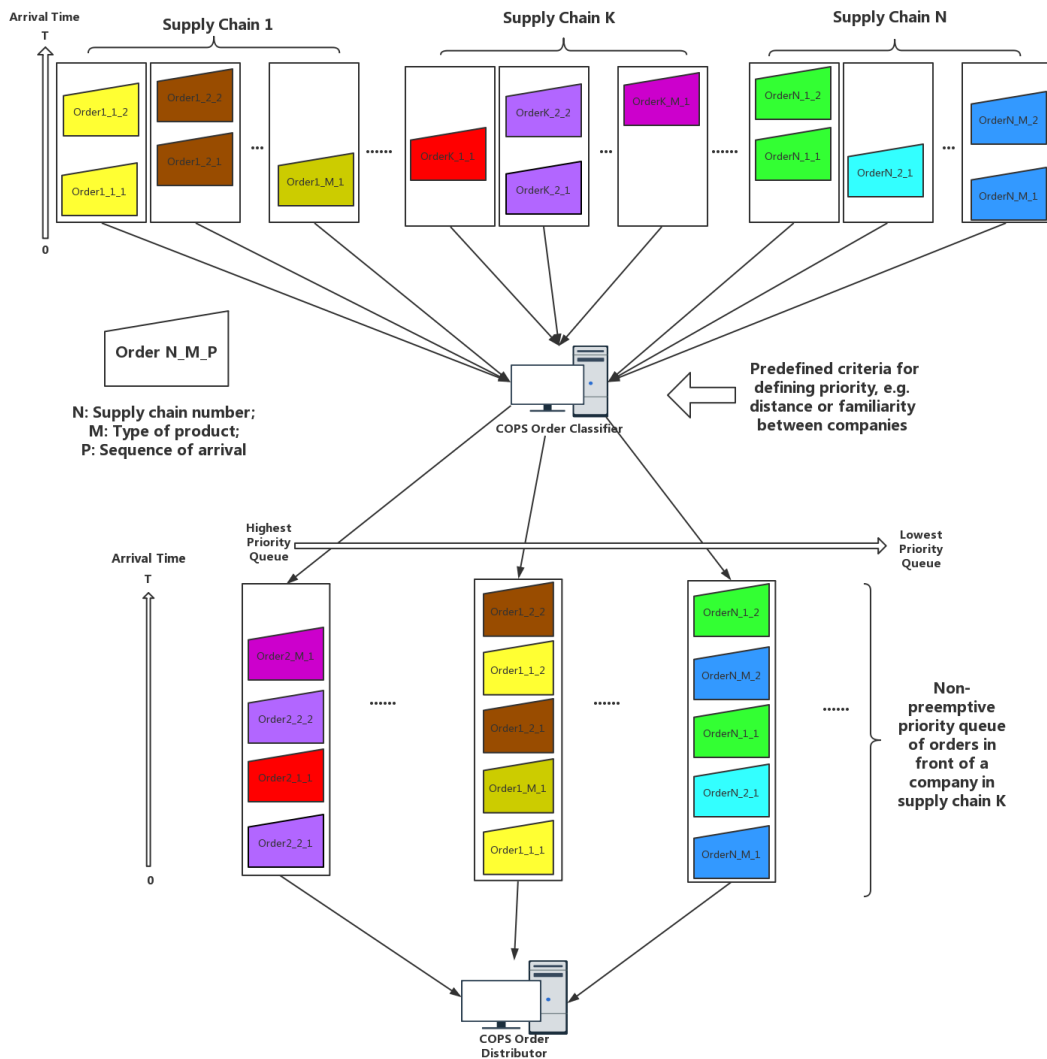 Arrival Time
T
0
Supply Chain 1
Supply Chain K
Supply Chain N
Order1_1_2
Order1_1_1
Order1_2_2
Order1_2_1
...
Order1_M_1
......
OrderK_1_1
OrderK_2_2
OrderK_2_1
...
OrderK_M_1
......
OrderN_1_2
OrderN_1_1
OrderN_2_1
...
OrderN_M_2
OrderN_M_1
Order N_M_P
N: Supply chain number;
M: Type of product;
P: Sequence of arrival
COPS Order Classifier
Predefined criteria for
defining priority, e.g.
distance or familiarity
between companies
Highest
Priority
Queue
Lowest
Priority
Queue
Arrival Time
T
0
Order2_M_1
Order2_2_2
Order2_1_1
Order2_2_1
......
Order1_2_2
Order1_1_2
Order1_2_1
Order1_M_1
Order1_1_1
......
OrderN_1_2
OrderN_M_2
OrderN_1_1
OrderN_2_1
OrderN_M_1
......
Non-
preemptive
priority queue
of orders in
front of a
company in
supply chain K
COPS Order
Distributor